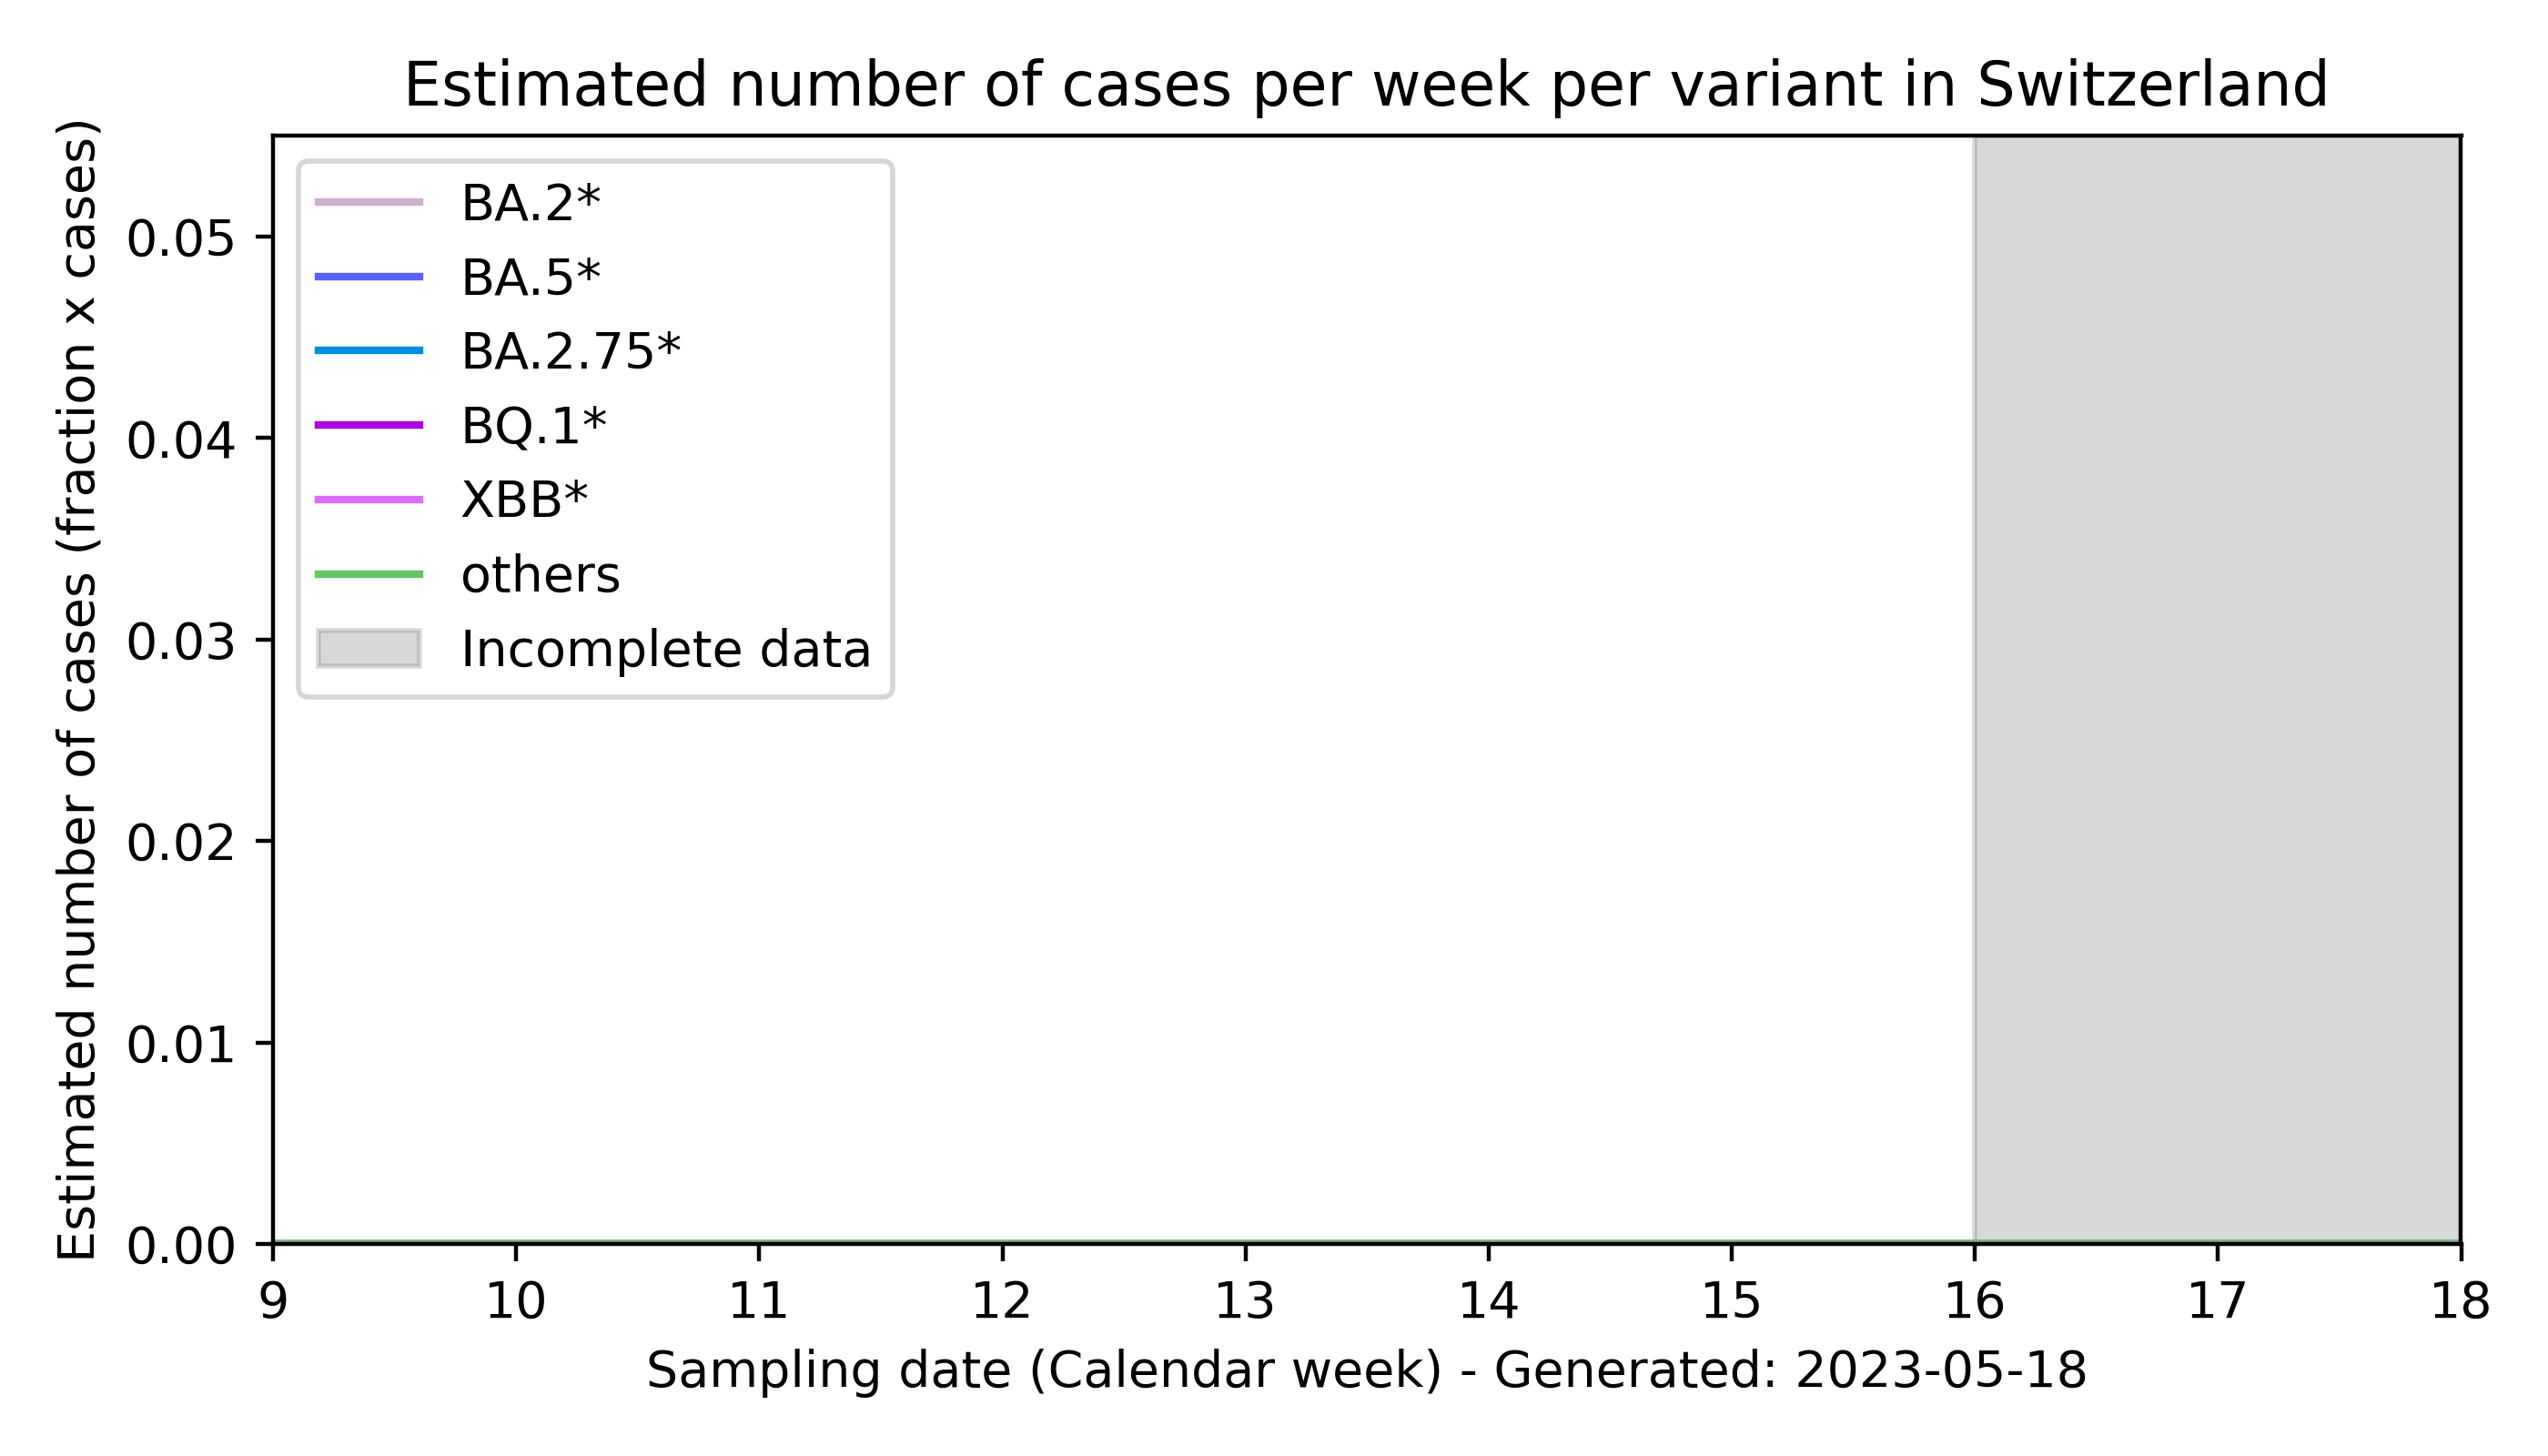 Estimated number of cases per week per variant in Switzerland
Estimated number of cases (fraction x cases)
0.05
0.04
0.03
0.02
0.01
0.00
BA.2*
BA.5*
BA.2.75*
BQ.1*
XBB*
others
Incomplete data
9 10 11 12 13 14 15 16 17 18
Sampling date (Calendar week) - Generated: 2023-05-18